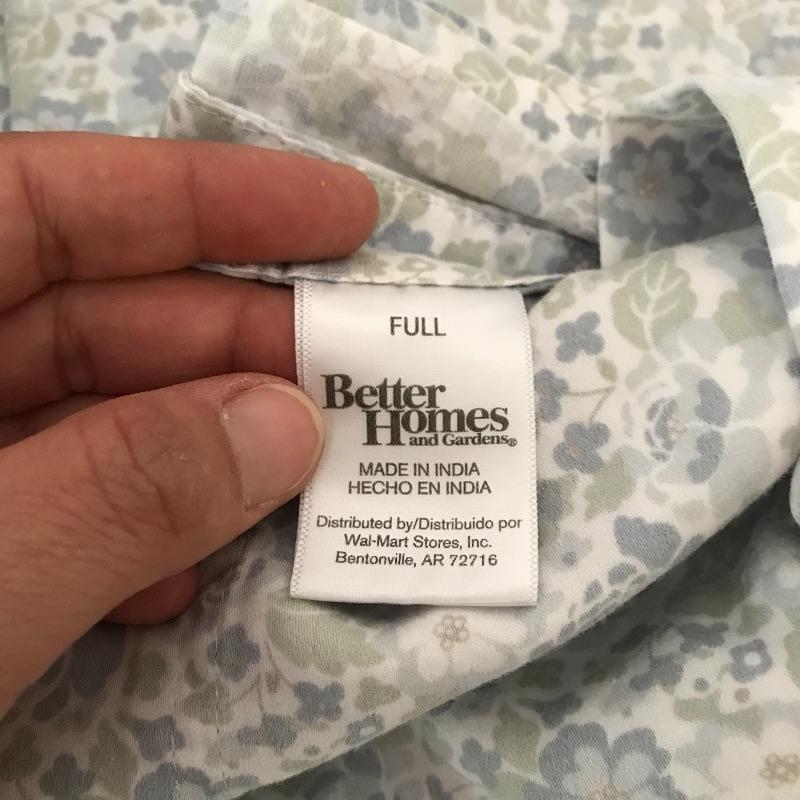 FULL
Better
Homes
and Gardens®
MADE IN INDIA
HECHO EN INDIA
Distributed by/Distribuido por
Wal-Mart Stores, Inc.
Bentonville, AR 72716